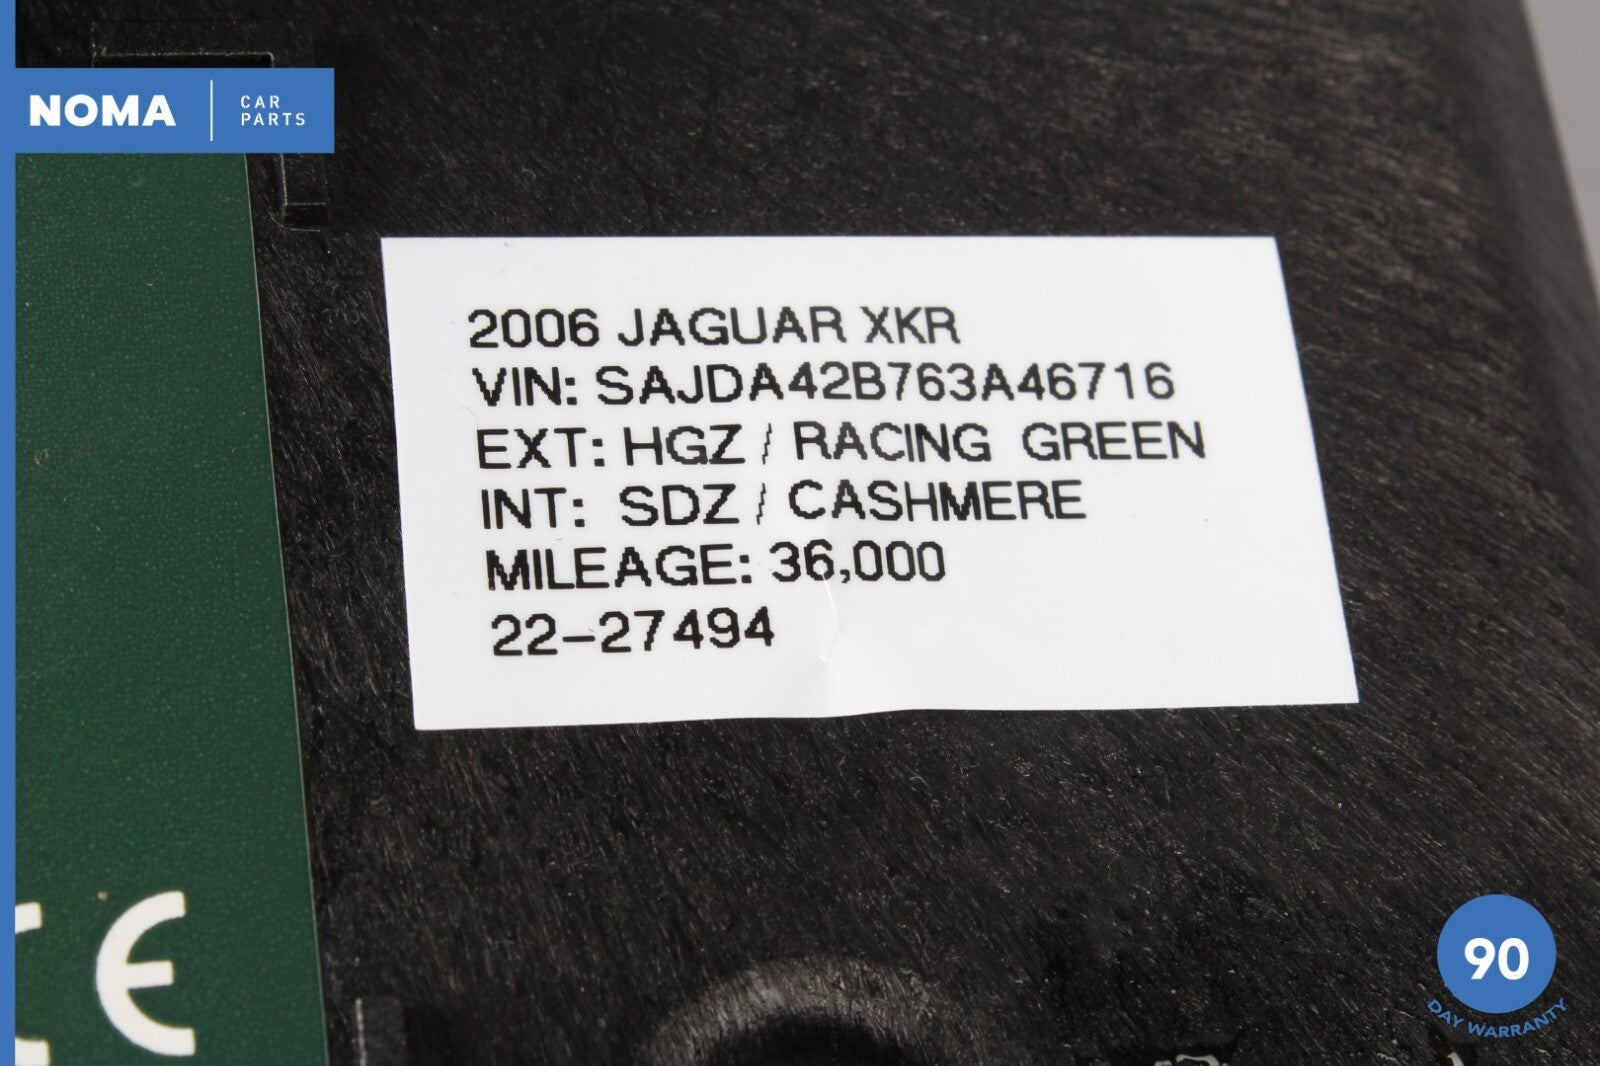 NOMA
CAR
PARTS
2006 JAGUAR XKR
VIN: SAJDA42B763A46716
EXT: HGZ / RACING GREEN
INT: SDZ / CASHMERE
MILEAGE: 36,000
22-27494
CE
90
DAY WARRANTY